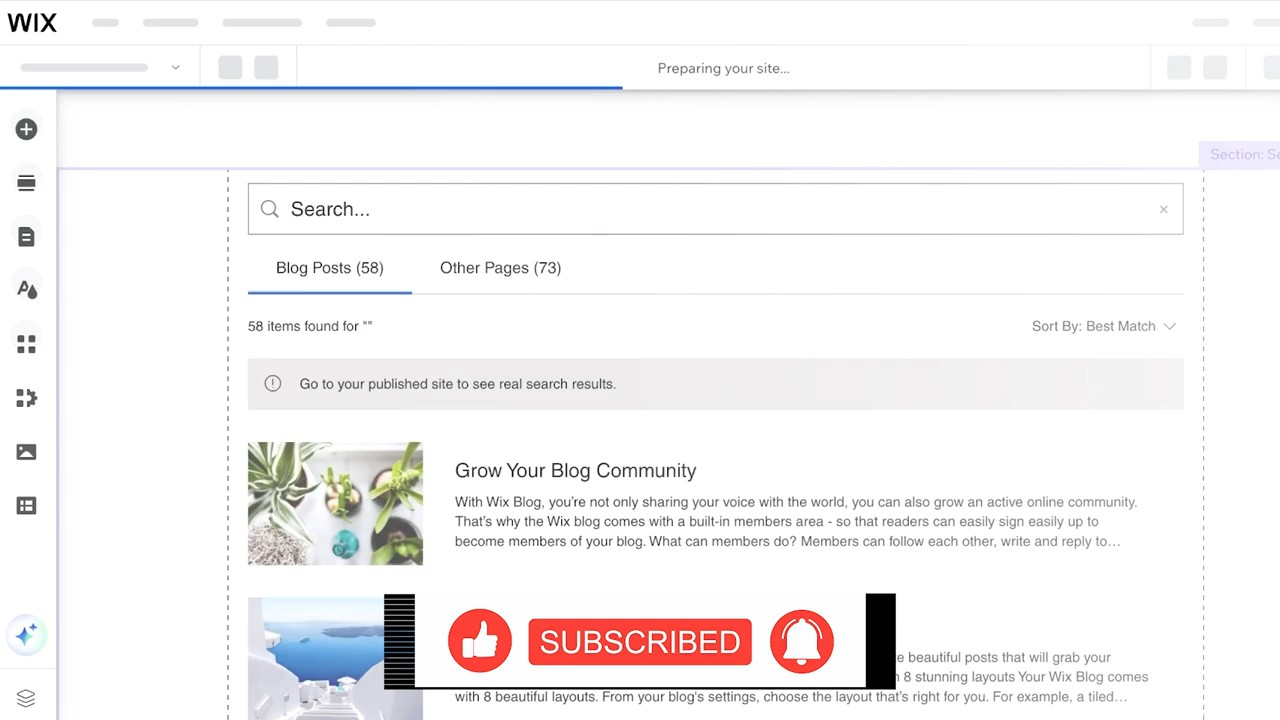 WIX
Preparing your site...
Section: Se
Search...
×
Blog Posts (58)
Other Pages (73)
58 items found for ""
Sort By: Best Match
Go to your published site to see real search results.
Grow Your Blog Community
With Wix Blog, you're not only sharing your voice with the world, you can also grow an active online community.
That's why the Wix blog comes with a built-in members area - so that readers can easily sign easily up to
become members of your blog. What can members do? Members can follow each other, write and reply to…
SUBSCRIBED
beautiful posts that will grab your
8 stunning layouts Your Wix Blog comes
with 8 beautiful layouts. From your blog's settings, choose the layout that's right for you. For example, a tiled…